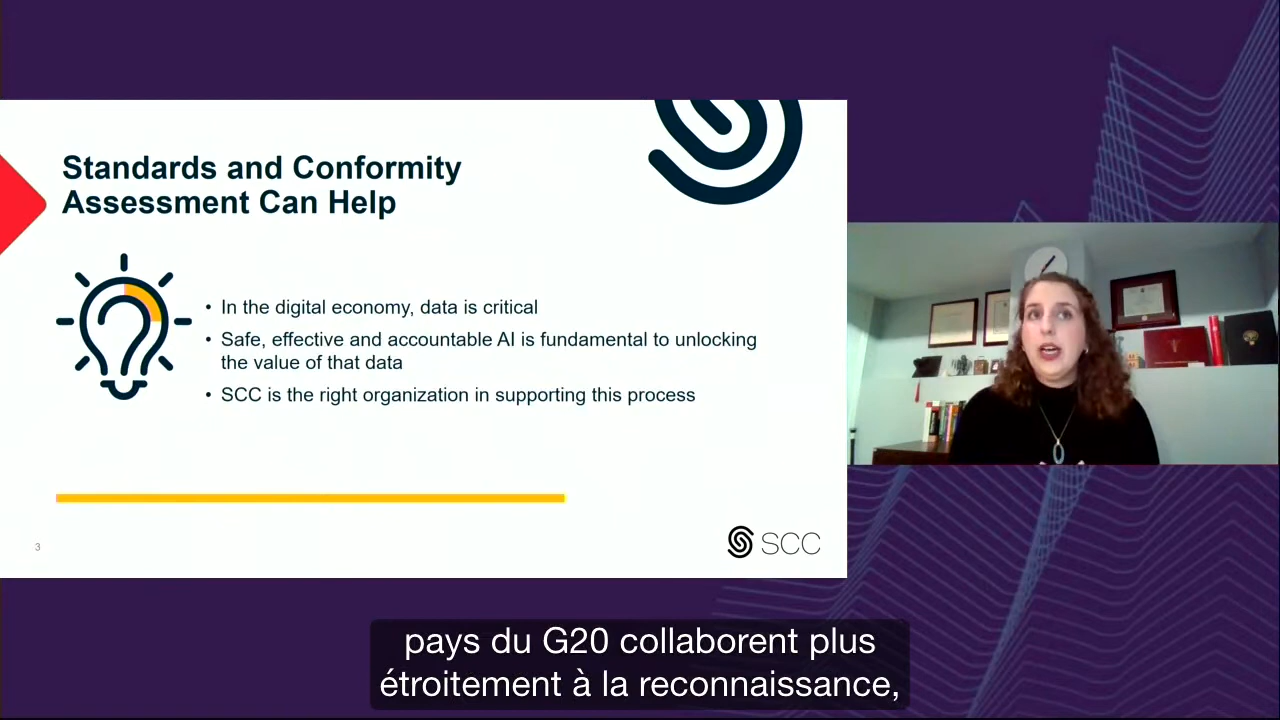 Standards and Conformity
Assessment Can Help
• In the digital economy, data is critical
• Safe, effective and accountable AI is fundamental to unlocking
the value of that data
• SCC is the right organization in supporting this process
3
SCC
pays du G20 collaborent plus
étroitement à la reconnaissance,